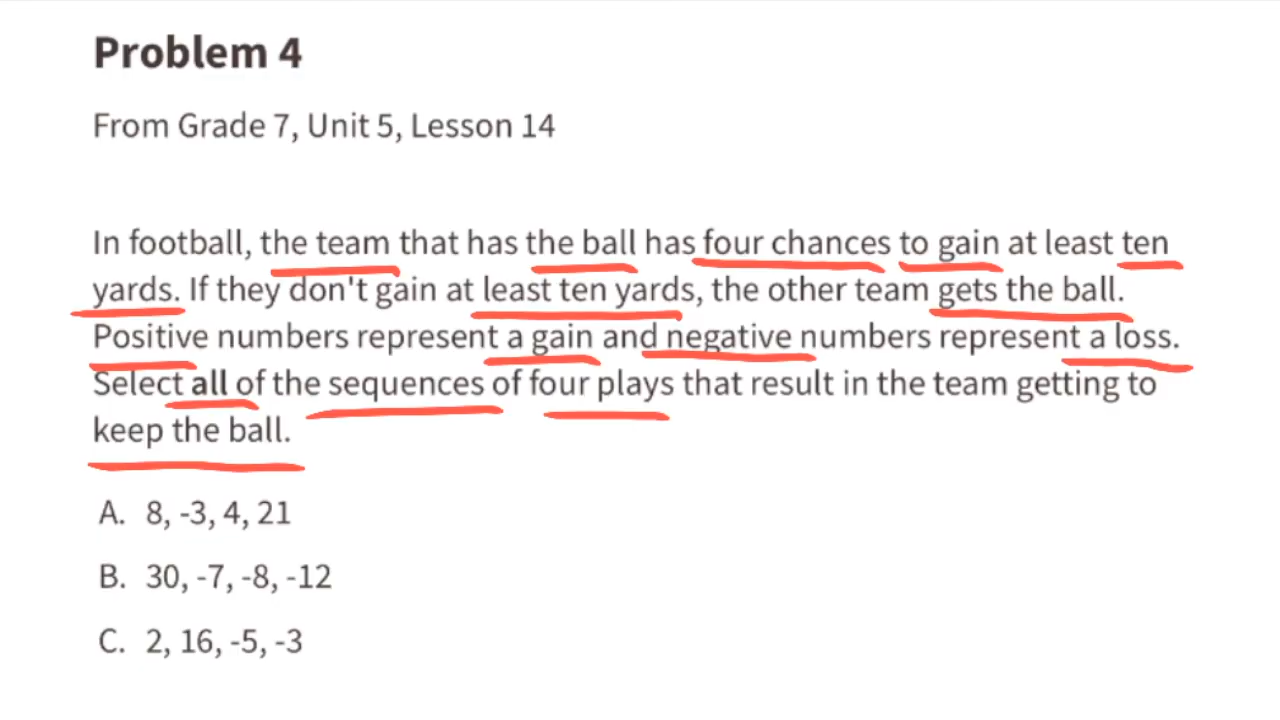 Problem 4
From Grade 7, Unit 5, Lesson 14
In football, the team that has the ball has four chances to gain at least ten
yards. If they don't gain at least ten yards, the other team gets the ball.
Positive numbers represent a gain and negative numbers represent a loss.
Select all of the sequences of four plays that result in the team getting to
keep the ball.
A. 8, -3, 4, 21
B. 30, -7, -8, -12
C. 2, 16, -5, -3